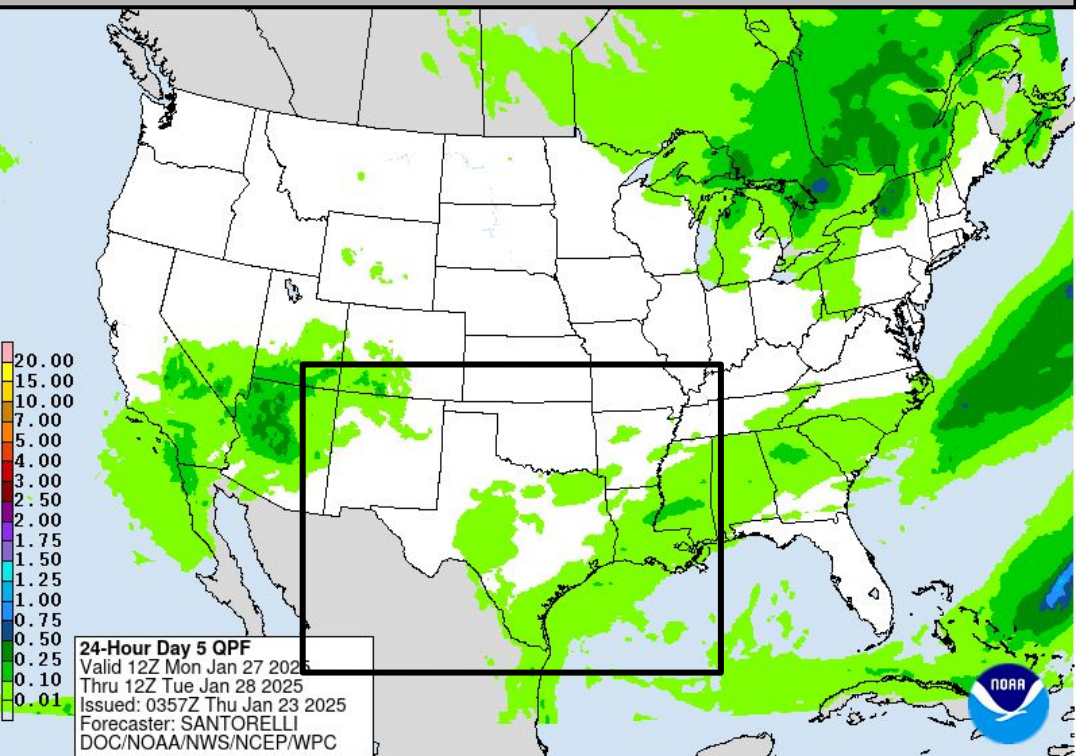 20.00
15.00
10.00
7.00
5.00
4.00
3.00
2.50
2.00
1.75
1.50
1.25
1.00
0.75
0.50
0.25
0.10
0.01
24-Hour Day 5 QPF
Valid 12Z Mon Jan 27 2025
Thru 12Z Tue Jan 28 2025
Issued: 0357Z Thu Jan 23 2025
Forecaster: SANTORELLI
DOC/NOAA/NWS/NCEP/WPC
NOAA